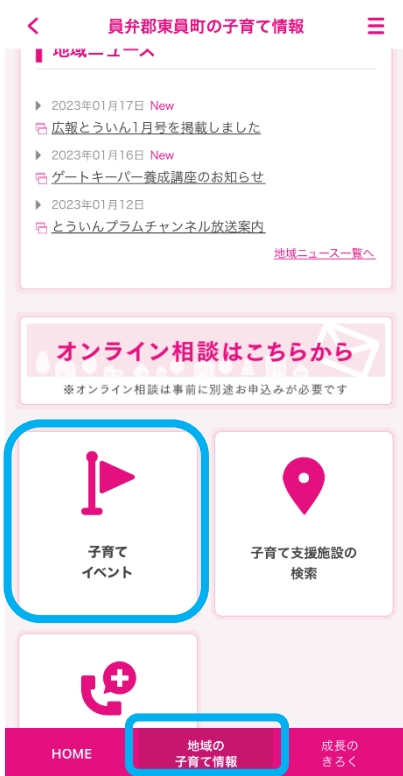 員弁郡東員町の子育て情報
地域ニュース
2023年01月17日 New
広報とういん1月号を掲載しました
2023年01月16日 New
ゲートキーパー養成講座のお知らせ
2023年01月12日
とういんプラムチャンネル放送案内
地域ニュース一覧へ
オンライン相談はこちらから
※オンライン相談は事前に別途お申込みが必要です
子育て
イベント
子育て支援施設の
検索
HOME
地域の
子育て情報
成長の
きろく